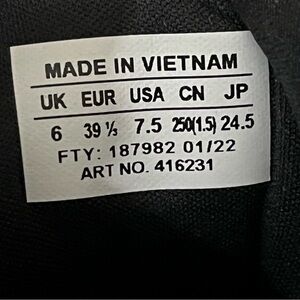 MADE IN VIETNAM
UK EUR USA CN JP
6 39 ⅓ 7.5 250(1.5) 24.5
FTY: 187982 01/22
ART NO. 416231